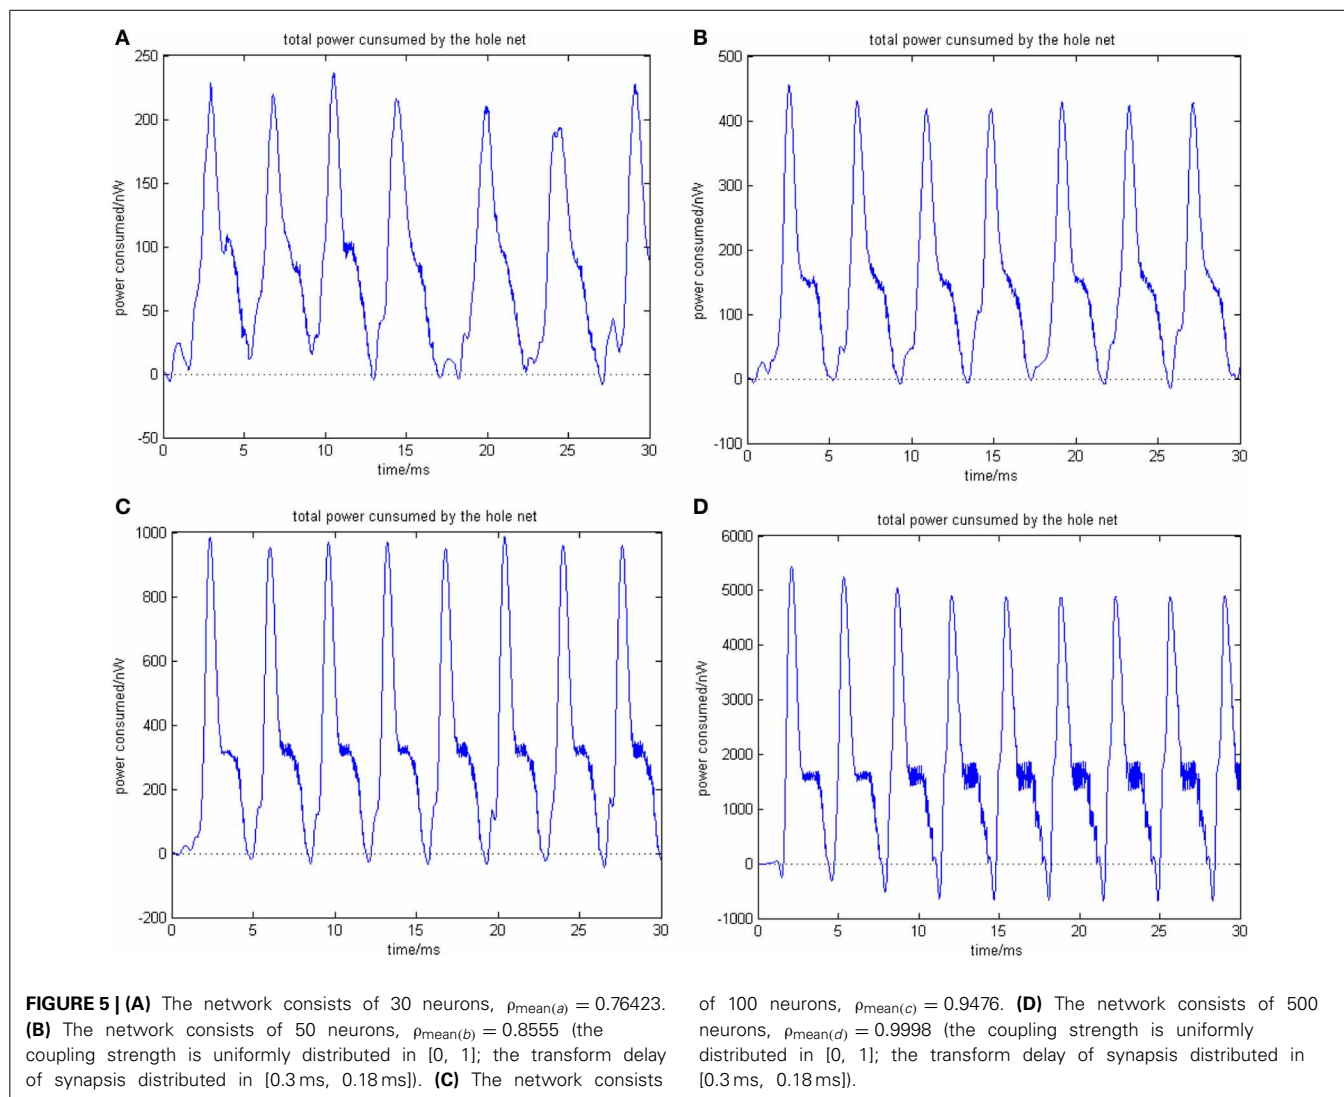 A
total power cunsumed by the hole net
250
200
150
100
50
0
-50
power consumed/nW
0 5 10 15 20 25 30
time/ms
B
total power cunsumed by the hole net
500
400
300
200
100
0
-100
power consumed/nW
0 5 10 15 20 25 30
time/ms
C
total power cunsumed by the hole net
1000
800
600
400
200
0
-200
power consumed/nW
0 5 10 15 20 25 30
time/ms
D
total power cunsumed by the hole net
6000
5000
4000
3000
2000
1000
0
-1000
power consumed/nW
0 5 10 15 20 25 30
time/ms
FIGURE 5 | (A) The network consists of 30 neurons, ρmean(a) = 0.76423.
(B) The network consists of 50 neurons, ρmean(b) = 0.8555 (the
coupling strength is uniformly distributed in [0, 1]; the transform delay
of synapsis distributed in [0.3 ms, 0.18 ms]). (C) The network consists
of 100 neurons, ρmean(c) = 0.9476. (D) The network consists of 500
neurons, ρmean(d) = 0.9998 (the coupling strength is uniformly
distributed in [0, 1]; the transform delay of synapsis distributed in
[0.3 ms, 0.18 ms]).